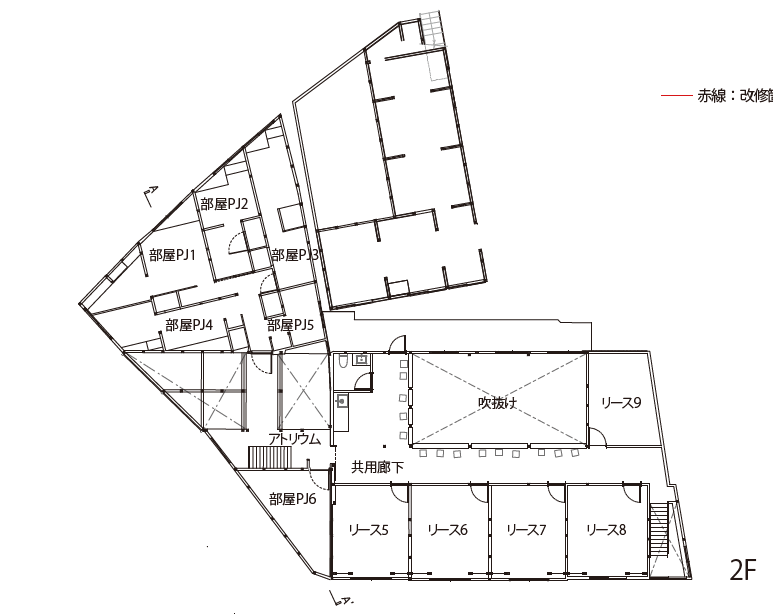 赤線：改修箇
A
部屋PJ2
部屋PJ1
部屋PJ3
部屋PJ4
部屋PJ5
吹抜け
リース9
アトリウム
共用廊下
部屋PJ6
リース5
リース6
リース7
リース8
2F
A'